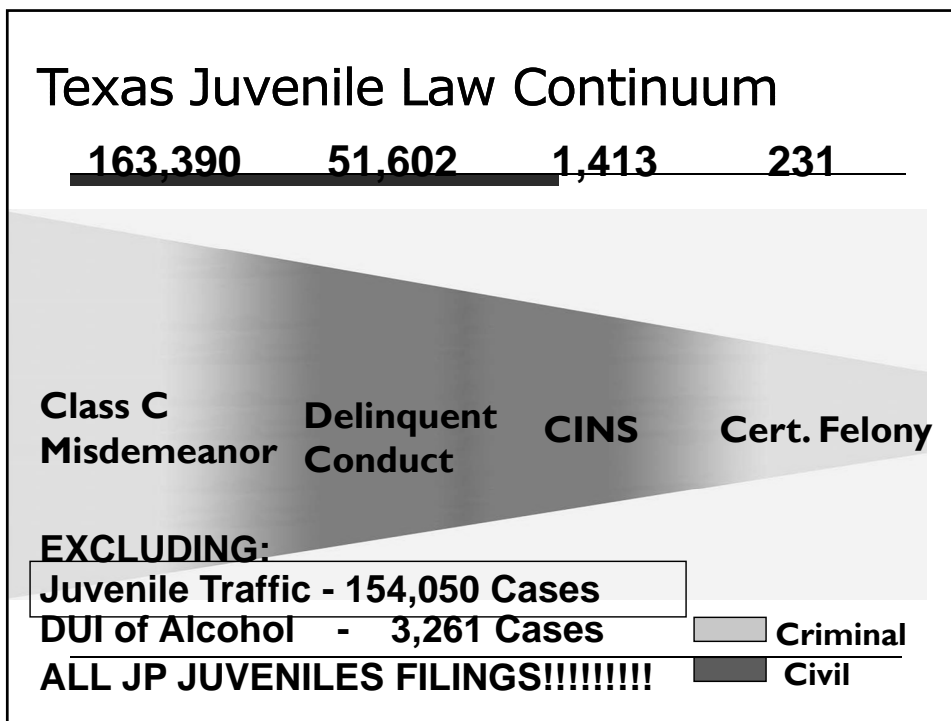 Texas Juvenile Law Continuum
163,390 51,602 1,413 231
Class C
Misdemeanor
Delinquent
Conduct
CINS
Cert. Felony
EXCLUDING:
Juvenile Traffic - 154,050 Cases
DUI of Alcohol - 3,261 Cases
ALL JP JUVENILES FILINGS!!!!!!!!!
Criminal
Civil